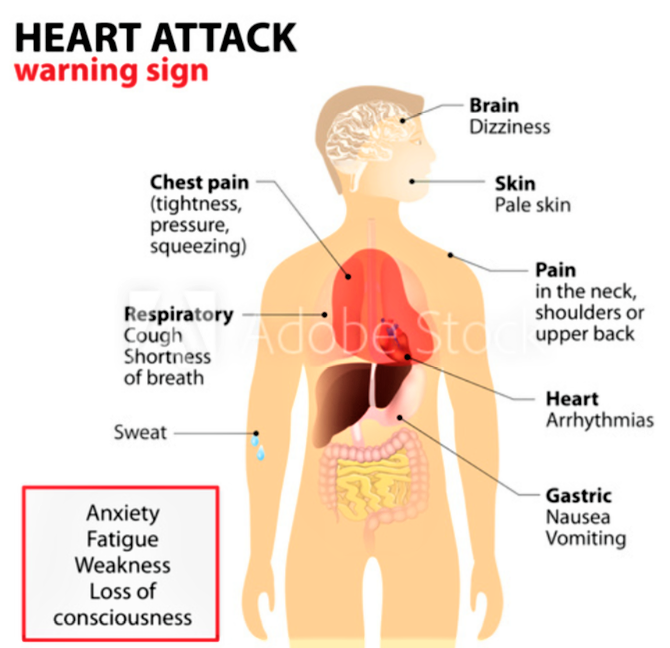 HEART ATTACK
warning sign
Brain
Dizziness
Chest pain
(tightness,
pressure,
squeezing)
Skin
Pale skin
Pain
in the neck,
shoulders or
upper back
Respiratory
Cough
Shortness
of breath
Adobe Stock
Heart
Arrhythmias
Sweat
Gastric
Nausea
Vomiting
Anxiety
Fatigue
Weakness
Loss of
consciousness